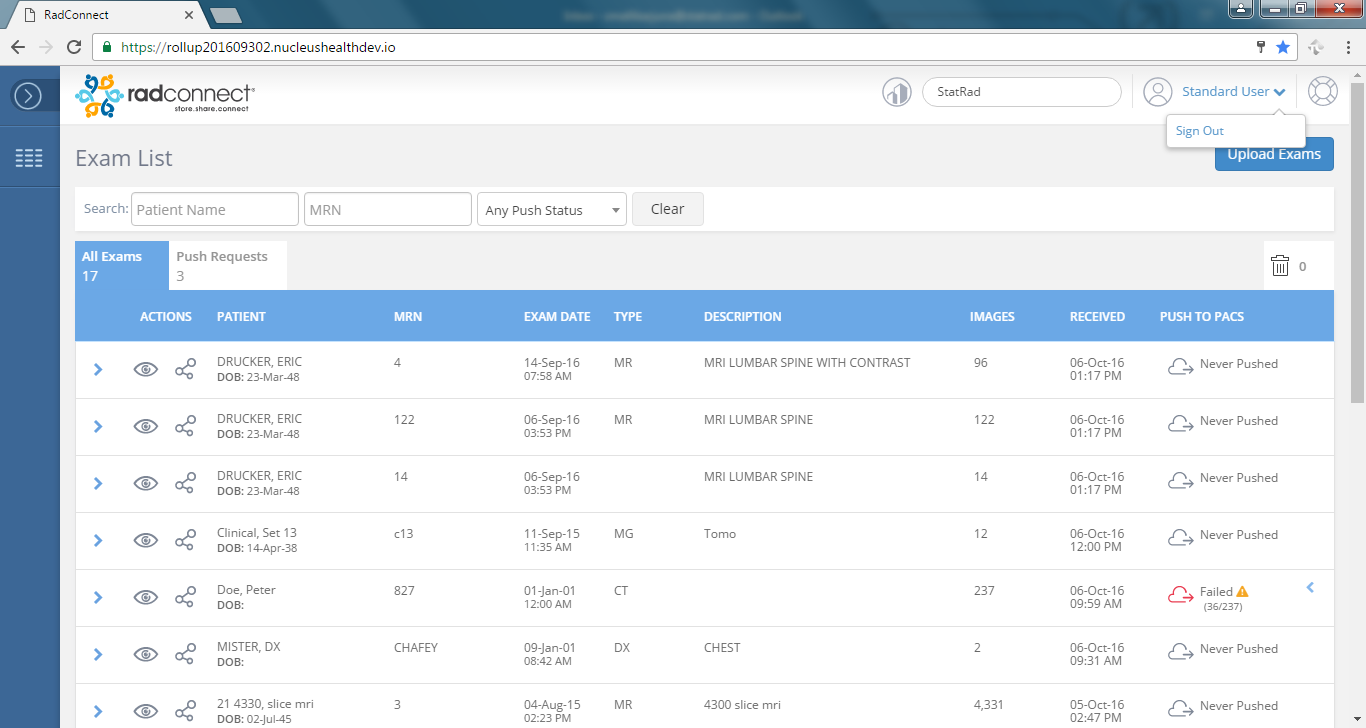 RadConnect
https://rollup201609302.nucleushealthdev.io
radconnect
store.share.connect
StatRad
Standard User
Sign Out
Exam List
Upload Exams
Search:
Patient Name
MRN
Any Push Status
Clear
All Exams
17
Push Requests
3
0
ACTIONS PATIENT MRN EXAM DATE TYPE DESCRIPTION IMAGES RECEIVED PUSH TO PACS
DRUCKER, ERIC 4 14-Sep-16 MR MRI LUMBAR SPINE WITH CONTRAST 96 06-Oct-16 Never Pushed
DOB: 23-Mar-48 07:58 AM 01:17 PM
DRUCKER, ERIC 122 06-Sep-16 MR MRI LUMBAR SPINE 122 06-Oct-16 Never Pushed
DOB: 23-Mar-48 03:53 PM 01:17 PM
DRUCKER, ERIC 14 06-Sep-16 MRI LUMBAR SPINE 14 06-Oct-16 Never Pushed
DOB: 23-Mar-48 03:53 PM 01:17 PM
Clinical, Set 13 c13 11-Sep-15 MG Tomo 12 06-Oct-16 Never Pushed
DOB: 14-Apr-38 11:35 AM 12:00 PM
Doe, Peter 827 01-Jan-01 CT 237 06-Oct-16 Failed
DOB: 12:00 AM 09:59 AM (36/237)
MISTER, DX CHAFEY 09-Jan-01 DX CHEST 2 06-Oct-16 Never Pushed
DOB: 08:42 AM 09:31 AM
21 4330, slice mri 3 04-Aug-15 MR 4300 slice mri 4,331 05-Oct-16 Never Pushed
DOB: 02-Jul-45 02:23 PM 02:47 PM